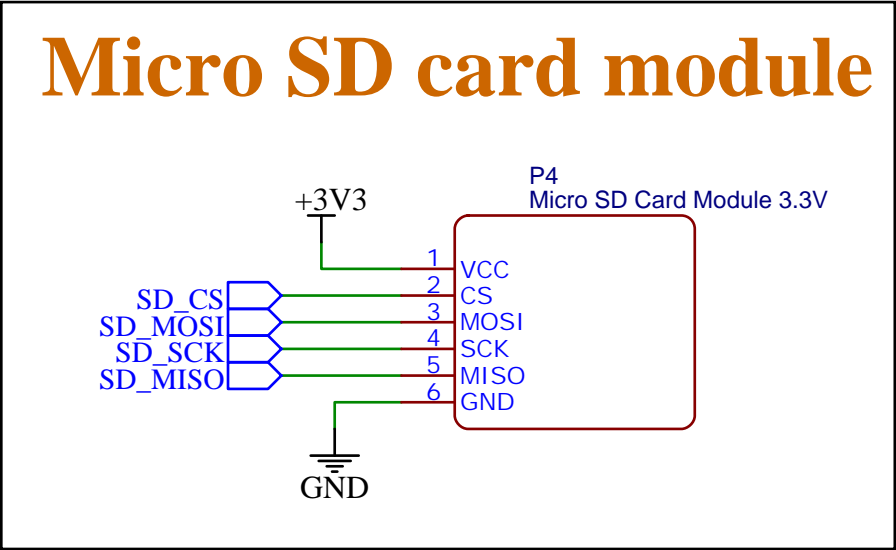 Micro SD card module
P4
Micro SD Card Module 3.3V
+3V3
1 VCC
SD_CS 2 CS
SD_MOSI 3 MOSI
SD_SCK 4 SCK
SD_MISO 5 MISO
6 GND
GND